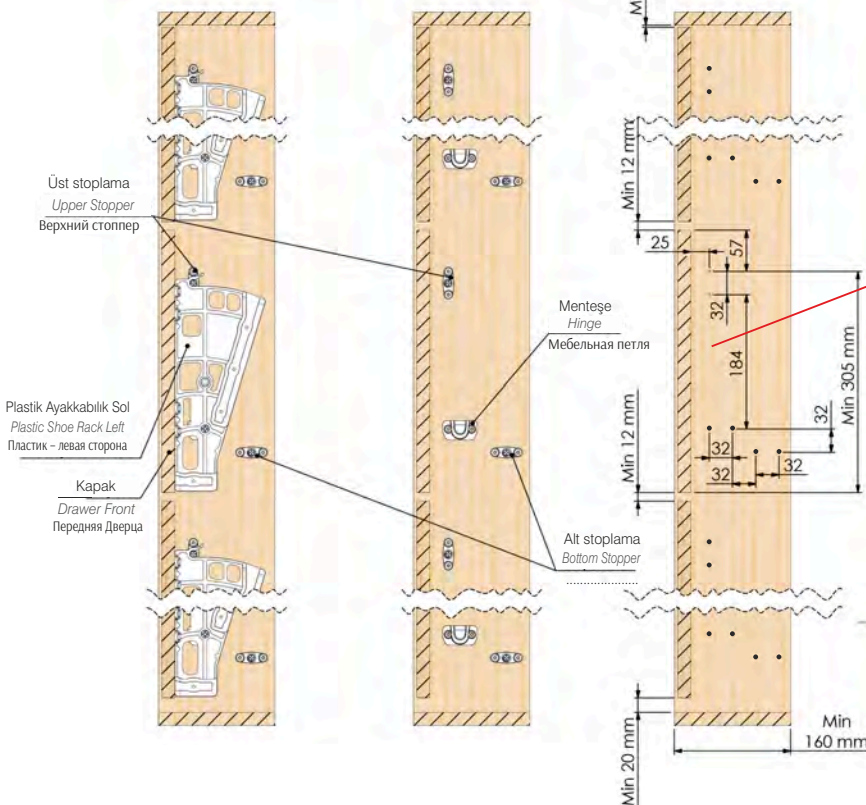 Üst stoplama
Upper Stopper
Верхний стоппер
Plastik Ayakkabılık Sol
Plastic Shoe Rack Left
Пластик – левая сторона
Kapak
Drawer Front
Передняя Дверца
Menteşe
Hinge
Мебельная петля
Alt stoplama
Bottom Stopper
....................
M
Min 12 mm
25
57
32
184
Min 305 mm
32
32
32
32
Min 12 mm
Min 20 mm
Min
160 mm